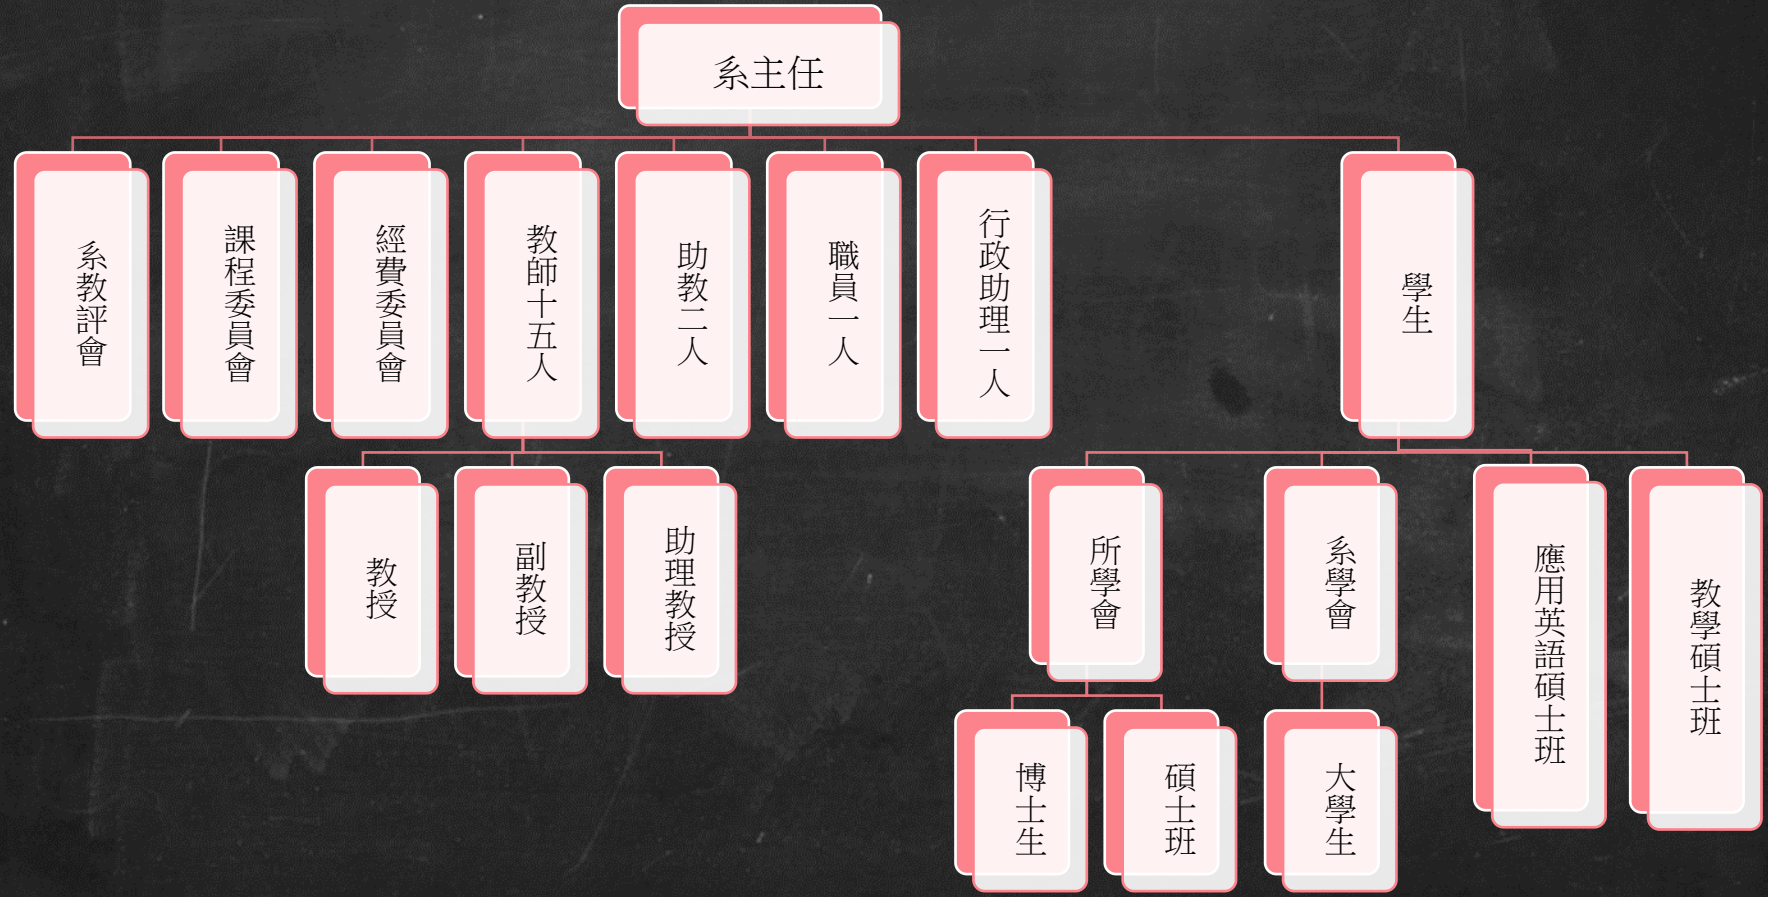 系主任
系教評會
課程委員會
經費委員會
教師十五人
助教二人
職員一人
行政助理一人
學生
教授
副教授
助理教授
所學會
系學會
應用英語碩士班
教學碩士班
博士生
碩士班
大學生